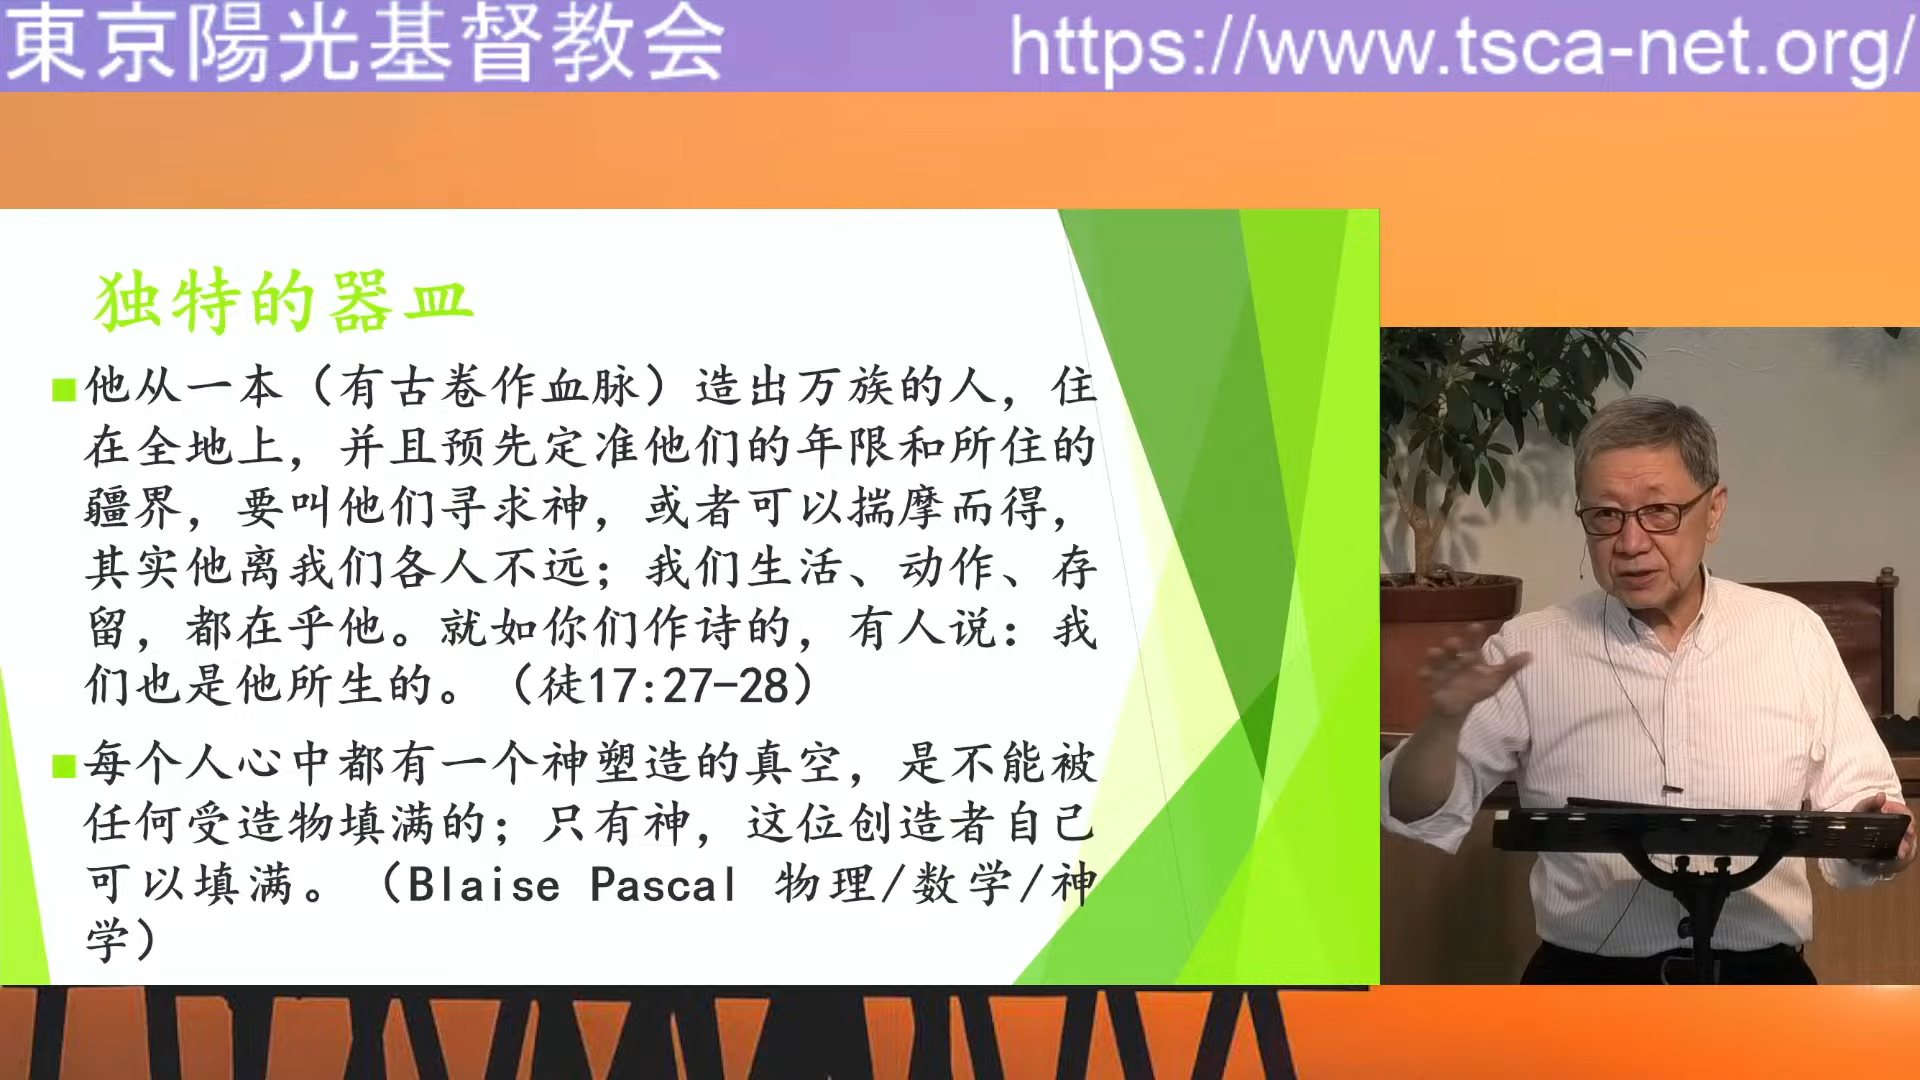 東京陽光基督教会
https://www.tsca-net.org/
独特的器皿
他从一本（有古卷作血脉）造出万族的人，住
在全地上，并且预先定准他们的年限和所住的
疆界，要叫他们寻求神，或者可以揣摩而得，
其实他离我们各人不远；我们生活、动作、存
留，都在乎他。就如你们作诗的，有人说：我
们也是他所生的。（徒17:27-28）
每个人心中都有一个神塑造的真空，是不能被
任何受造物填满的；只有神，这位创造者自己
可以填满。（Blaise Pascal 物理/数学/神
学）